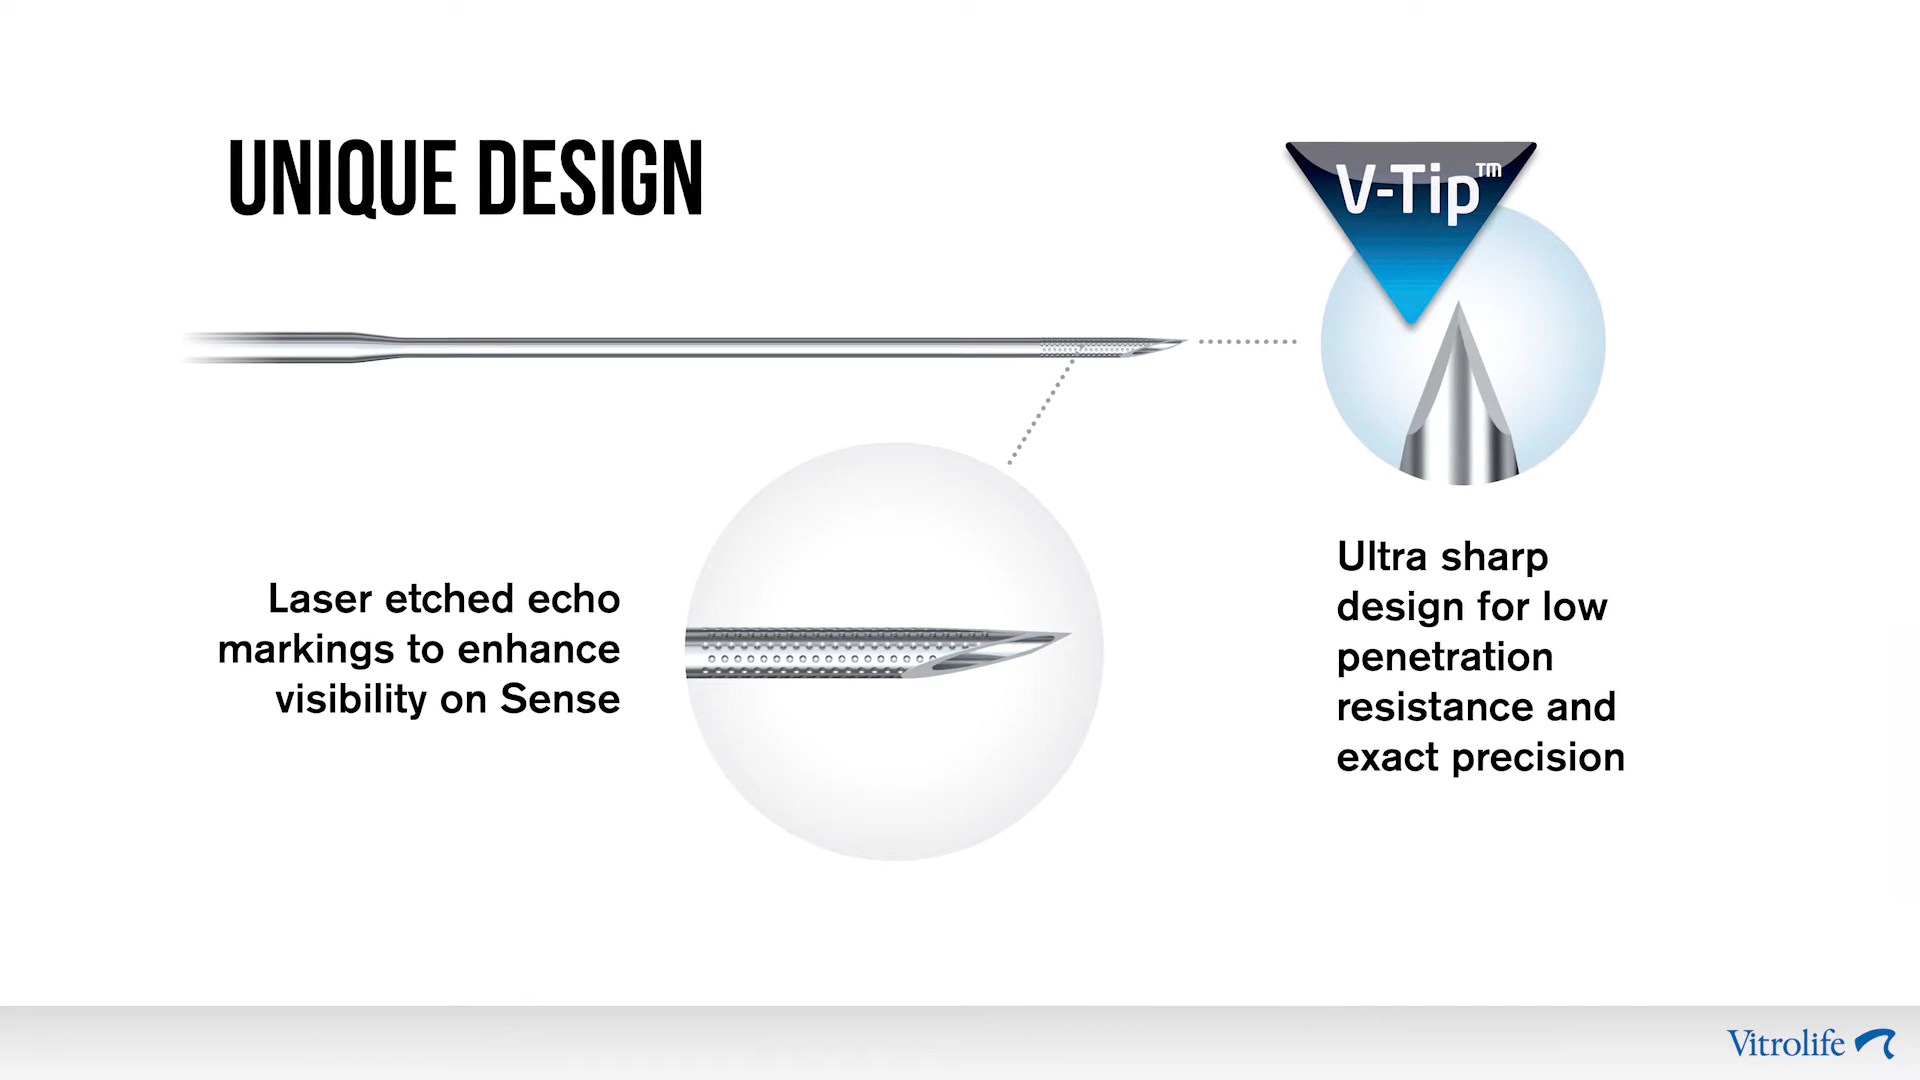 UNIQUE DESIGN
V-Tip™
Laser etched echo
markings to enhance
visibility on Sense
Ultra sharp
design for low
penetration
resistance and
exact precision
Vitrolife